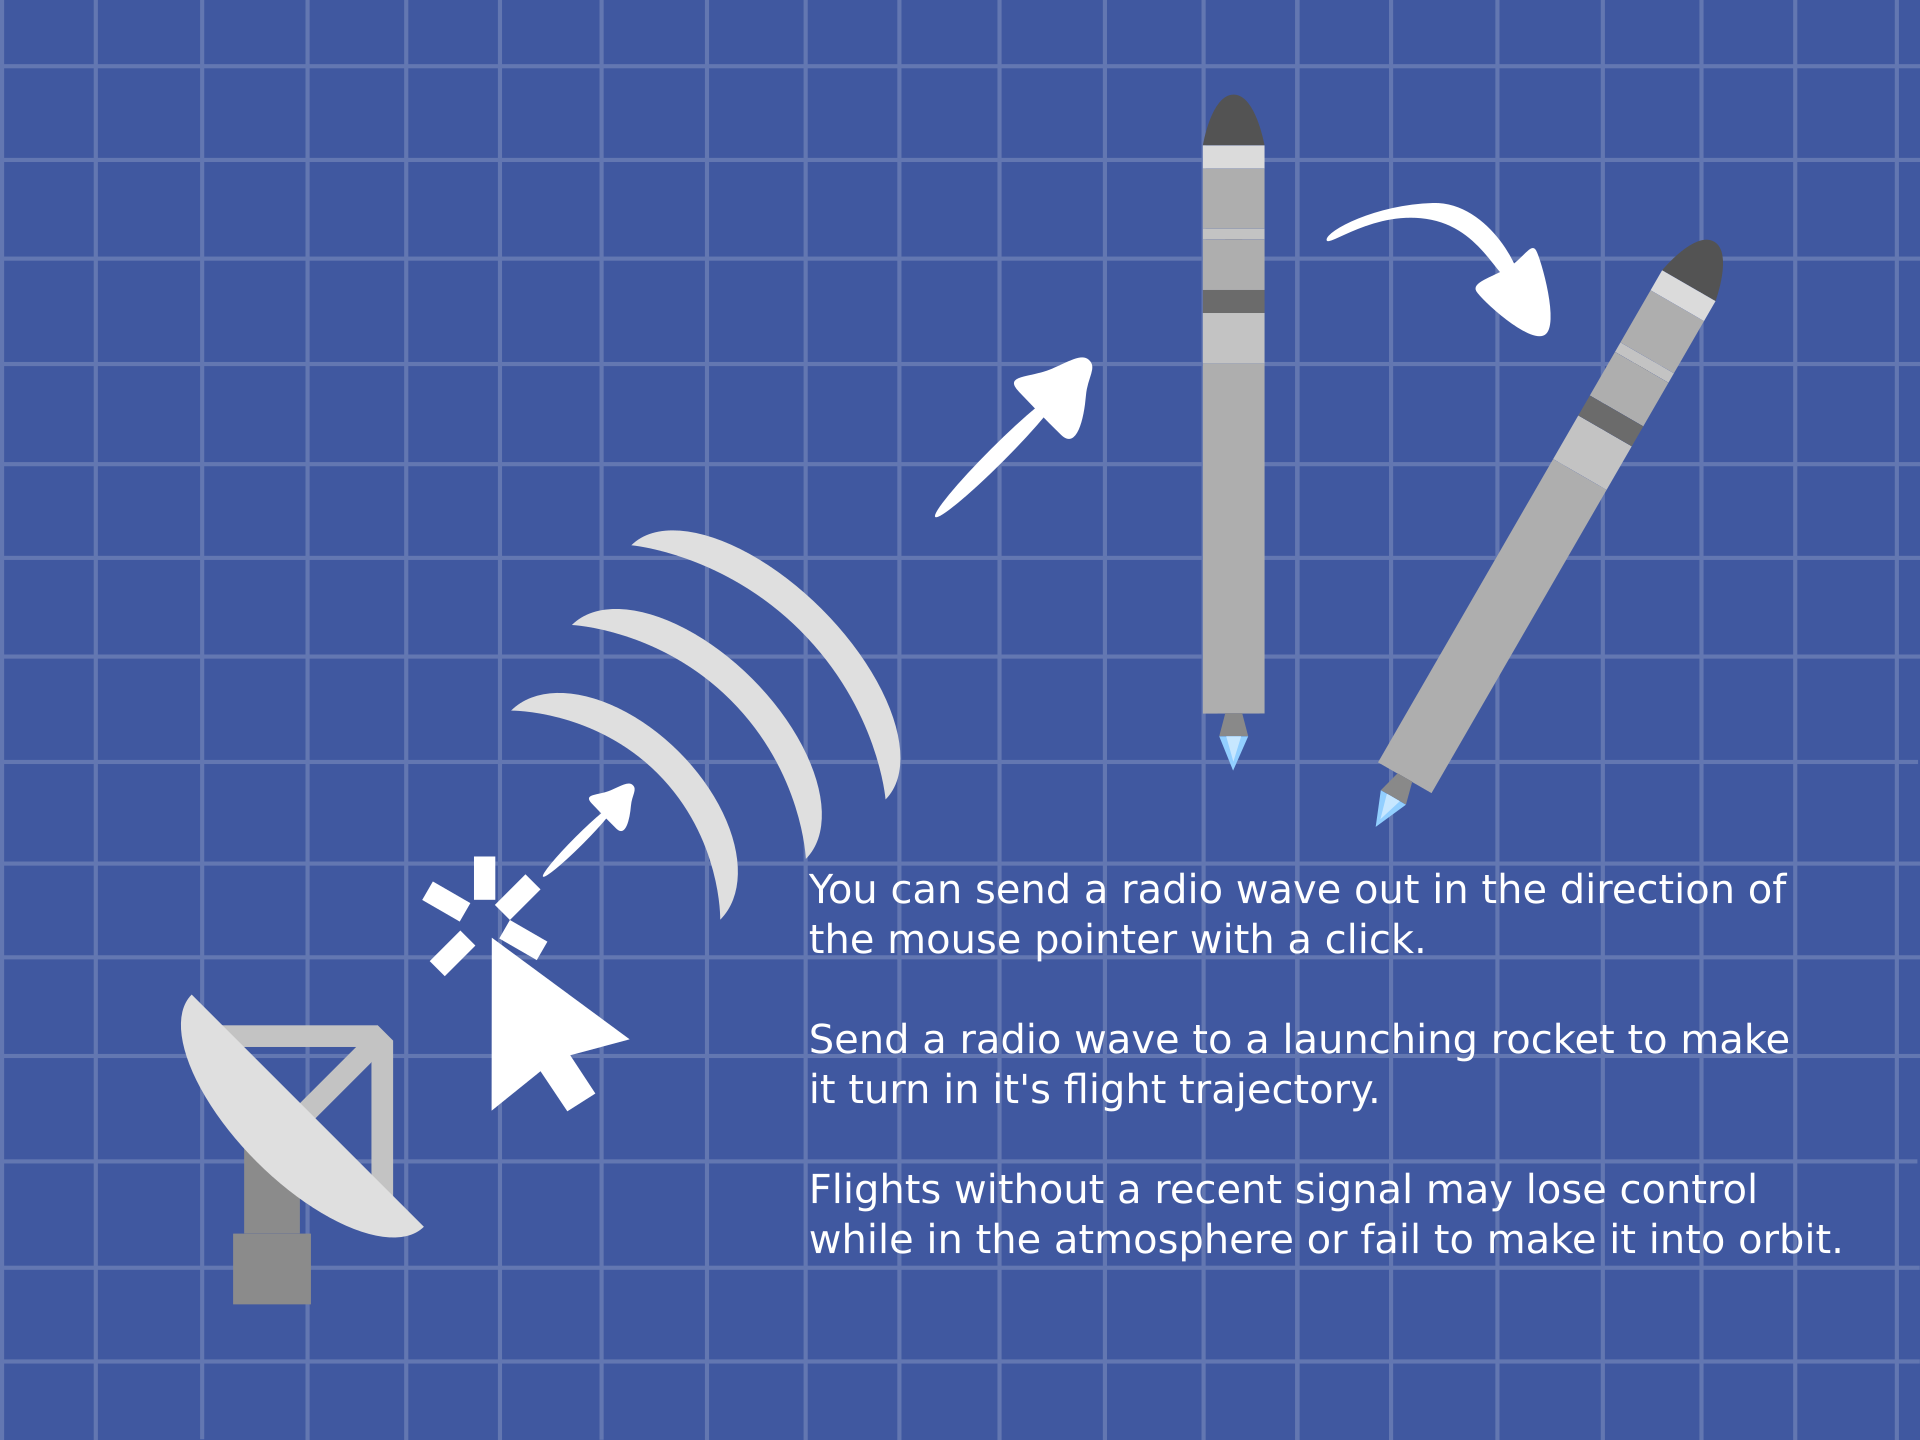 You can send a radio wave out in the direction of
the mouse pointer with a click.
Send a radio wave to a launching rocket to make
it turn in it's flight trajectory.
Flights without a recent signal may lose control
while in the atmosphere or fail to make it into orbit.